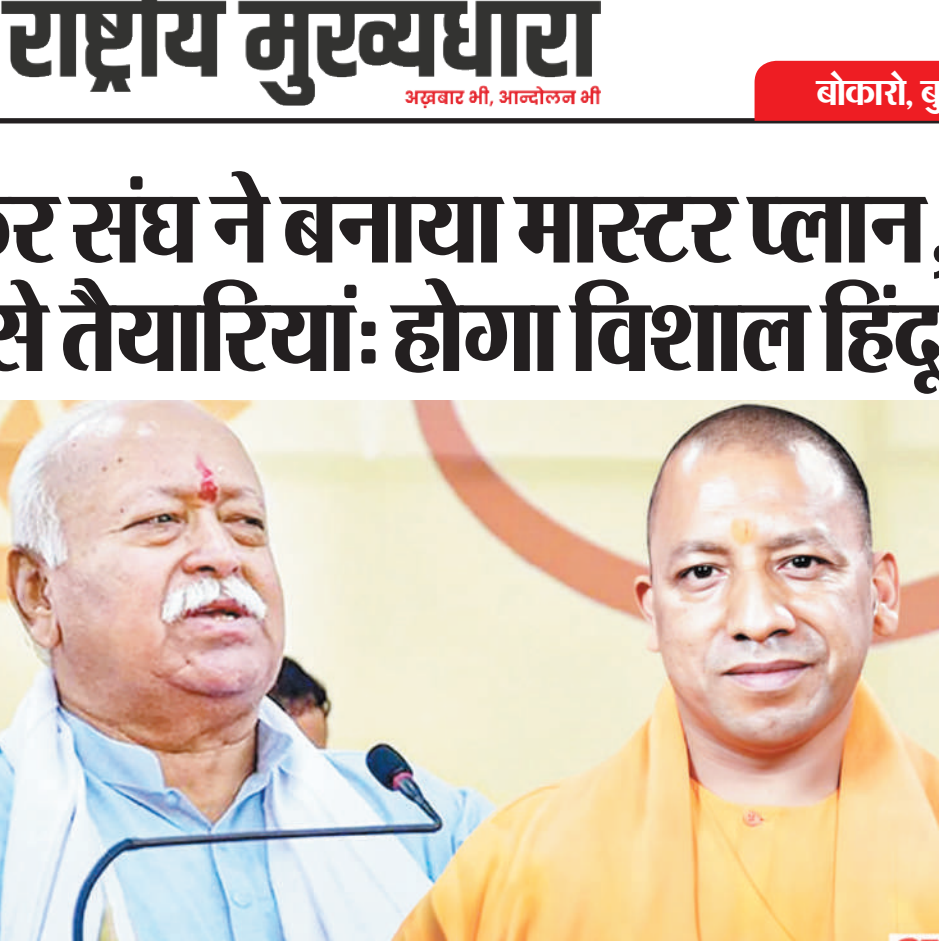 राष्ट्रीय मुख्यधारा
अख़बार भी, आन्दोलन भी
बोकारो,
संघ ने बनाया मास्टर प्लान,
से तैयारियां: होगा विशाल हिंदू